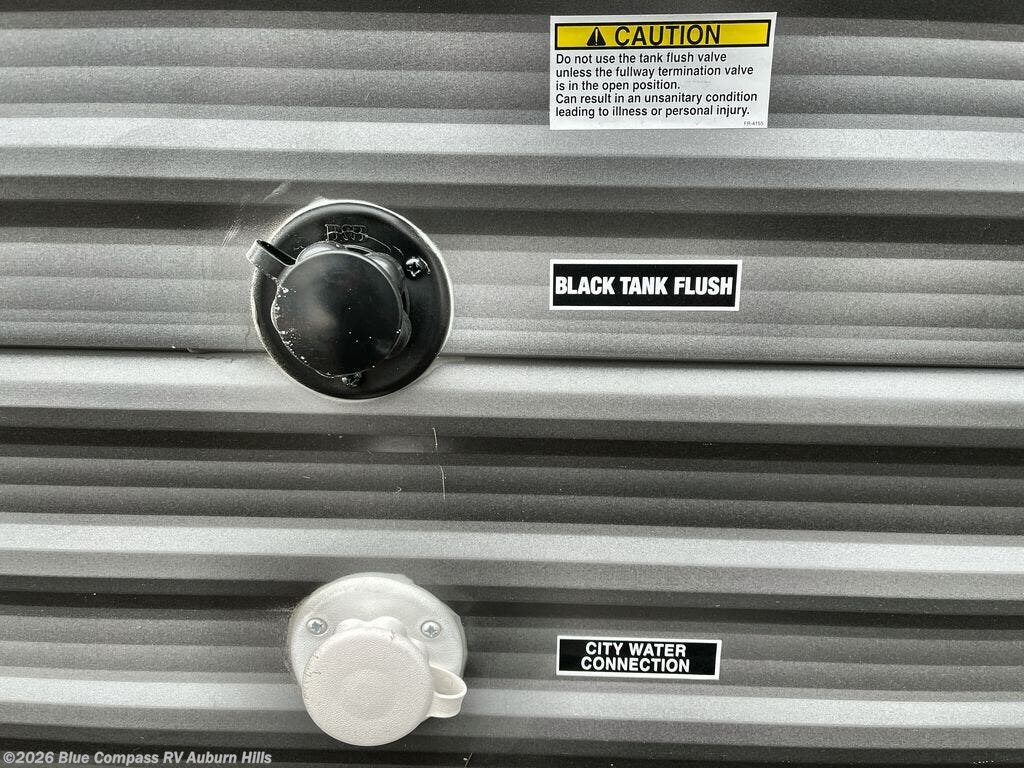 CAUTION
Do not use the tank flush valve
unless the fullway termination valve
is in the open position.
Can result in an unsanitary condition
leading to illness or personal injury.
FR-4155
BLACK TANK FLUSH
CITY WATER
CONNECTION
©2026 Blue Compass RV Auburn Hills